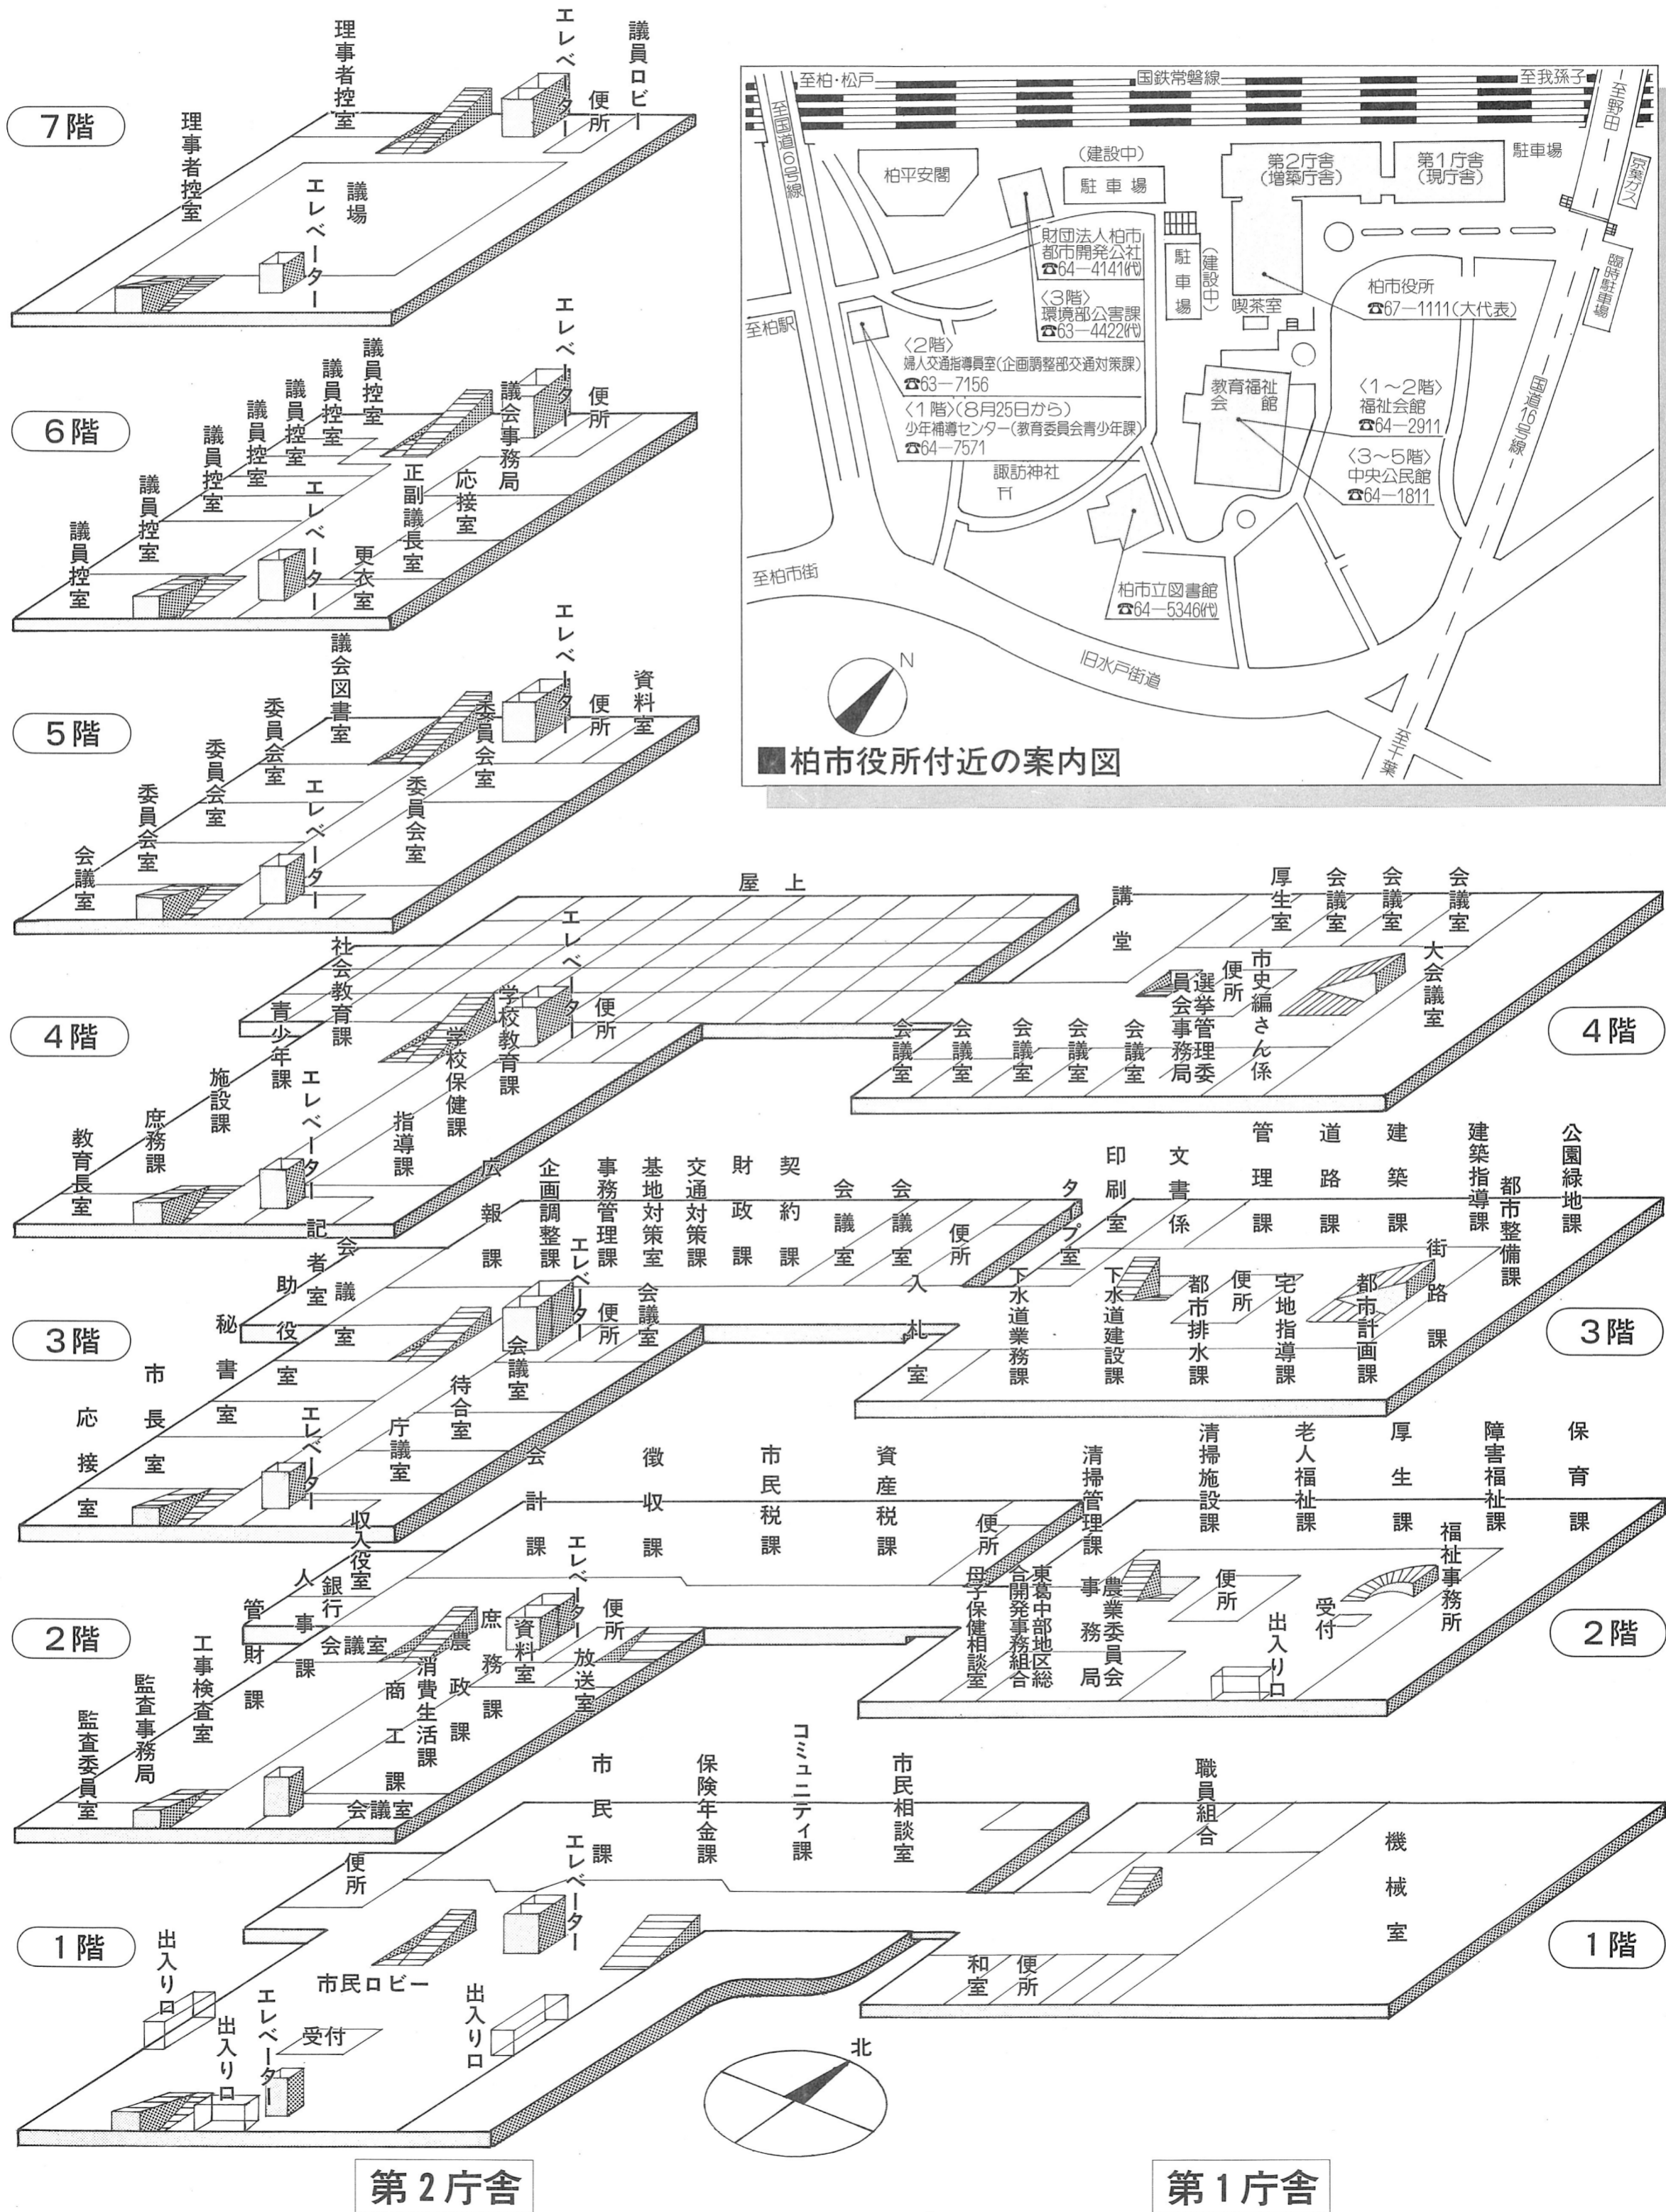 7階
理事者控室
理事者控室
エレベーター
議場
エレベーター
便所
議員ロビー
6階
議員控室
議員控室
議員控室
議員控室
議員控室
議員控室
議員控室
エレベーター
更衣室
正副議長室
応接室
議会事務局
エレベーター
便所
5階
会議室
委員会室
委員会室
委員会室
議会図書室
エレベーター
委員会室
委員会室
エレベーター
便所
資料室
4階
教育長室
庶務課
施設課
青少年課
社会教育課
エレベーター
指導課
学校保健課
学校教育課
エレベーター
便所
屋上
3階
応接室
市長室
秘書室
助役室
記者室
会議室
エレベーター
庁議室
待合室
会議室
エレベーター
便所
会議室
広報課
企画調整課
事務管理課
基地対策室
交通対策課
財政課
契約課
会議室
会議室
便所
2階
監査委員室
監査事務局
工事検査室
管財課
人事課
銀行
収入役室
会議室
商工課
消費生活課
農政課
庶務課
資料室
エレベーター
便所
放送室
会議室
会計課
徴収課
市民税課
資産税課
便所
1階
便所
出入り口
出入り口
エレベーター
受付
市民ロビー
エレベーター
出入り口
市民課
保険年金課
コミュニティ課
市民相談室
第2庁舎
至柏・松戸
国鉄常磐線
至我孫子
至国道6号線
至野田
京葉ガス
柏平安閣
(建設中)
駐車場
第2庁舎
(増築庁舎)
第1庁舎
(現庁舎)
駐車場
財団法人柏市
都市開発公社
☎64―4141(代)
〈3階〉
環境部公害課
☎63―4422(代)
駐車場
(建設中)
喫茶室
柏市役所
☎67―1111(大代表)
臨時駐車場
至柏駅
〈2階〉
婦人交通指導員室(企画調整部交通対策課)
☎63―7156
〈1階〉(8月25日から)
少年補導センター(教育委員会青少年課)
☎64―7571
諏訪神社
教育福祉
会館
〈1〜2階〉
福祉会館
☎64―2911
〈3〜5階〉
中央公民館
☎64―1811
国道16号線
至柏市街
柏市立図書館
☎64―5346(代)
旧水戸街道
至千葉
N
■柏市役所付近の案内図
4階
講堂
厚生室
会議室
会議室
会議室
大会議室
便所
市史編さん係
選挙管理委
員会事務局
会議室
会議室
会議室
会議室
会議室
3階
タイプ室
印刷室
文書係
管理課
道路課
建築課
建築指導課
都市整備課
公園緑地課
入札室
下水道業務課
下水道建設課
都市排水課
便所
宅地指導課
都市計画課
街路課
2階
清掃管理課
清掃施設課
老人福祉課
厚生課
障害福祉課
保育課
母子保健相談室
東葛中部地区総
合開発事務組合
農業委員会
事務局
便所
出入り口
受付
福祉事務所
1階
職員組合
機械室
和室
便所
北
第1庁舎